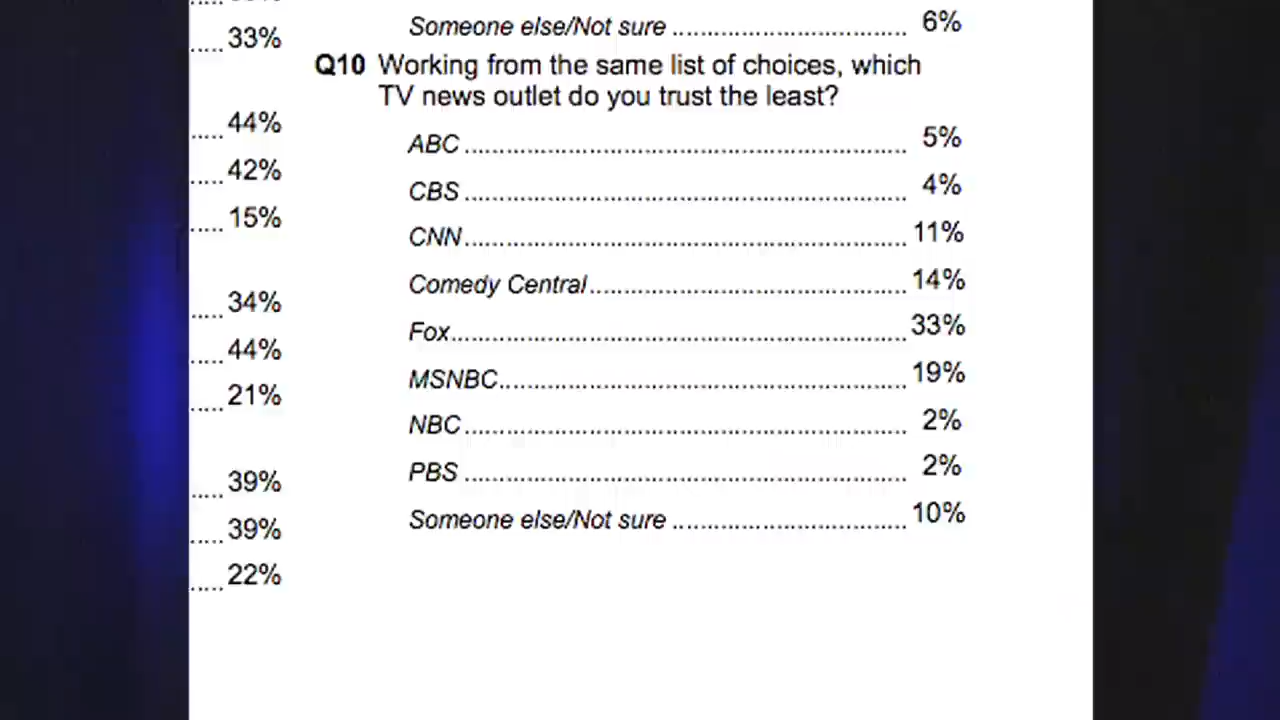 ..... 33%
..... 44%
..... 42%
..... 15%
..... 34%
..... 44%
..... 21%
..... 39%
..... 39%
..... 22%
Someone else/Not sure .................................. 6%
Q10 Working from the same list of choices, which
TV news outlet do you trust the least?
ABC ................................................................ 5%
CBS ................................................................ 4%
CNN ................................................................ 11%
Comedy Central .............................................. 14%
Fox .................................................................. 33%
MSNBC ........................................................... 19%
NBC ................................................................ 2%
PBS ................................................................ 2%
Someone else/Not sure .................................. 10%